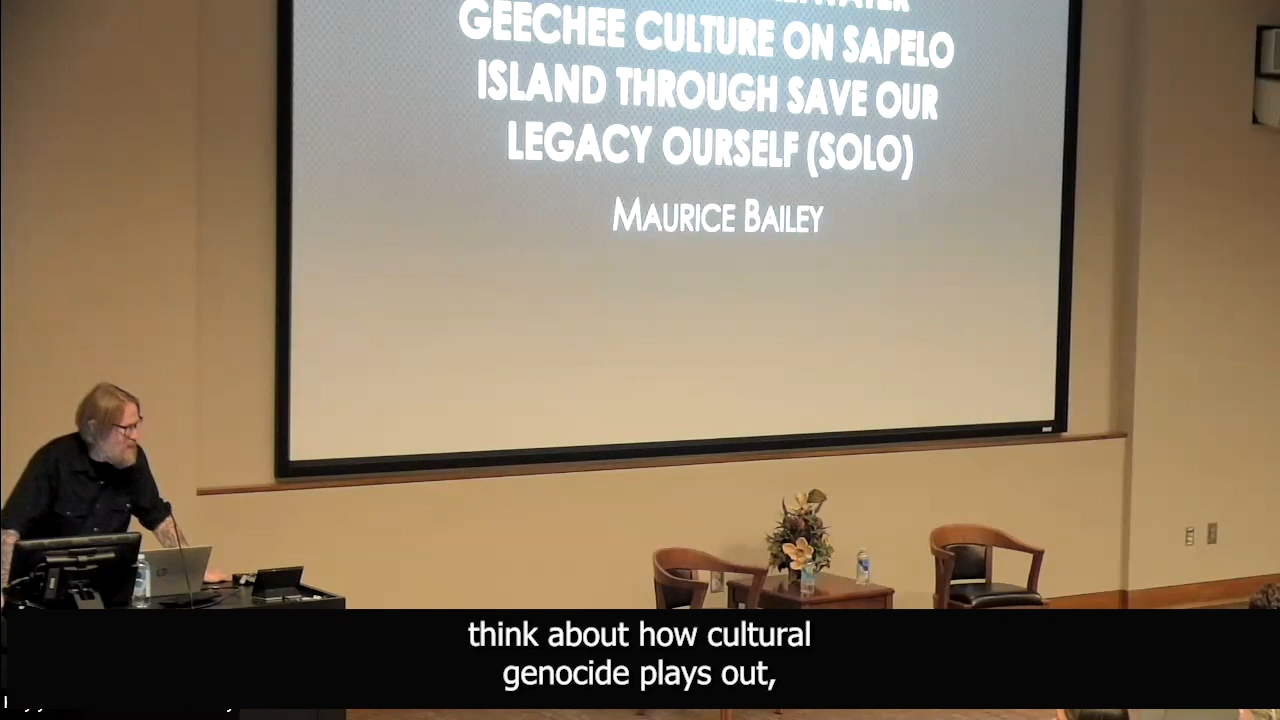 GEECHEE CULTURE ON SAPELO
ISLAND THROUGH SAVE OUR
LEGACY OURSELF (SOLO)
MAURICE BAILEY
think about how cultural
genocide plays out,